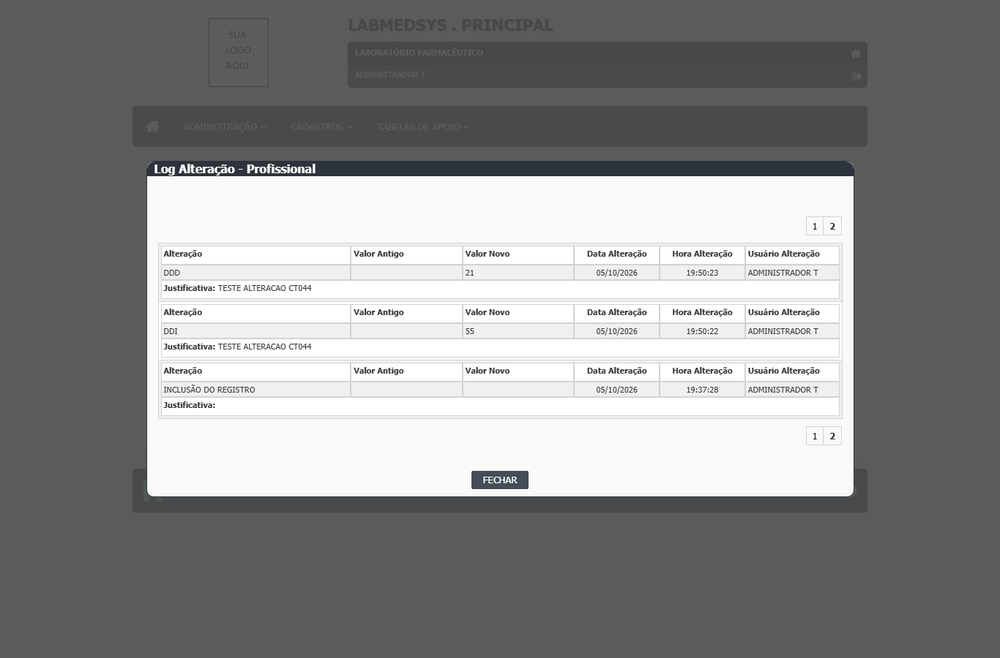 SUA
LOGO
AQUI
LABMEDSYS . PRINCIPAL
LABORATÓRIO FARMACÊUTICO
ADMINISTRADOR T
ADMINISTRAÇÃO CADASTROS TABELAS DE APOIO
Log Alteração - Profissional
1 2
Alteração Valor Antigo Valor Novo Data Alteração Hora Alteração Usuário Alteração
DDD 21 05/10/2026 19:50:23 ADMINISTRADOR T
Justificativa: TESTE ALTERACAO CT044
Alteração Valor Antigo Valor Novo Data Alteração Hora Alteração Usuário Alteração
DDI 55 05/10/2026 19:50:22 ADMINISTRADOR T
Justificativa: TESTE ALTERACAO CT044
Alteração Valor Antigo Valor Novo Data Alteração Hora Alteração Usuário Alteração
INCLUSÃO DO REGISTRO 05/10/2026 19:37:28 ADMINISTRADOR T
Justificativa:
1 2
FECHAR